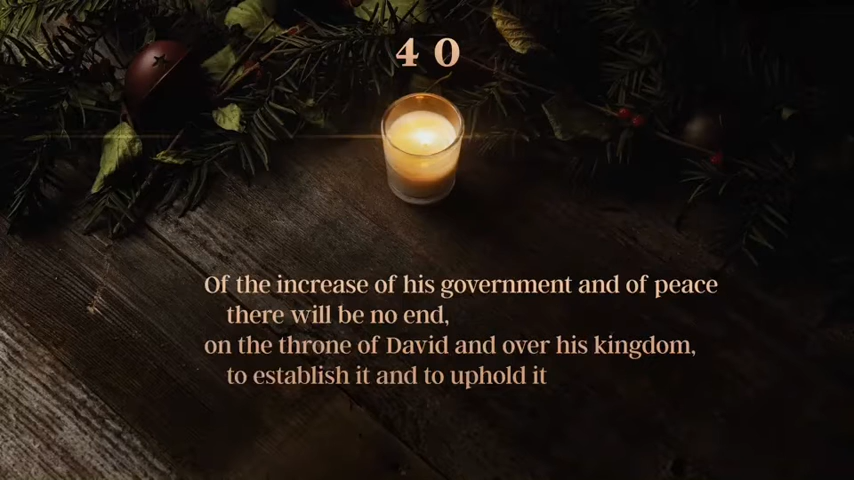 40
Of the increase of his government and of peace
there will be no end,
on the throne of David and over his kingdom,
to establish it and to uphold it